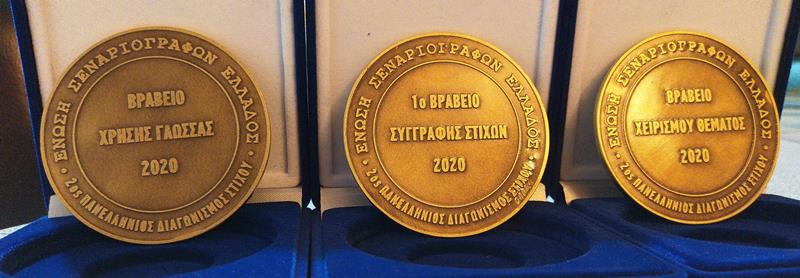 ΕΝΩΣΗ ΣΕΝΑΡΙΟΓΡΑΦΩΝ ΕΛΛΑΔΟΣ
ΒΡΑΒΕΙΟ
ΧΡΗΣΗΣ ΓΛΩΣΣΑΣ
2020
2ος ΠΑΝΕΛΛΗΝΙΟΣ ΔΙΑΓΩΝΙΣΜΟΣ ΣΤΙΧΟΥ
ΕΝΩΣΗ ΣΕΝΑΡΙΟΓΡΑΦΩΝ ΕΛΛΑΔΟΣ
1ο ΒΡΑΒΕΙΟ
ΣΥΓΓΡΑΦΗΣ ΣΤΙΧΩΝ
2020
2ος ΠΑΝΕΛΛΗΝΙΟΣ ΔΙΑΓΩΝΙΣΜΟΣ ΣΤΙΧΟΥ
ΕΝΩΣΗ ΣΕΝΑΡΙΟΓΡΑΦΩΝ ΕΛΛΑΔΟΣ
ΒΡΑΒΕΙΟ
ΧΕΙΡΙΣΜΟΥ ΘΕΜΑΤΟΣ
2020
2ος ΠΑΝΕΛΛΗΝΙΟΣ ΔΙΑΓΩΝΙΣΜΟΣ ΣΤΙΧΟΥ